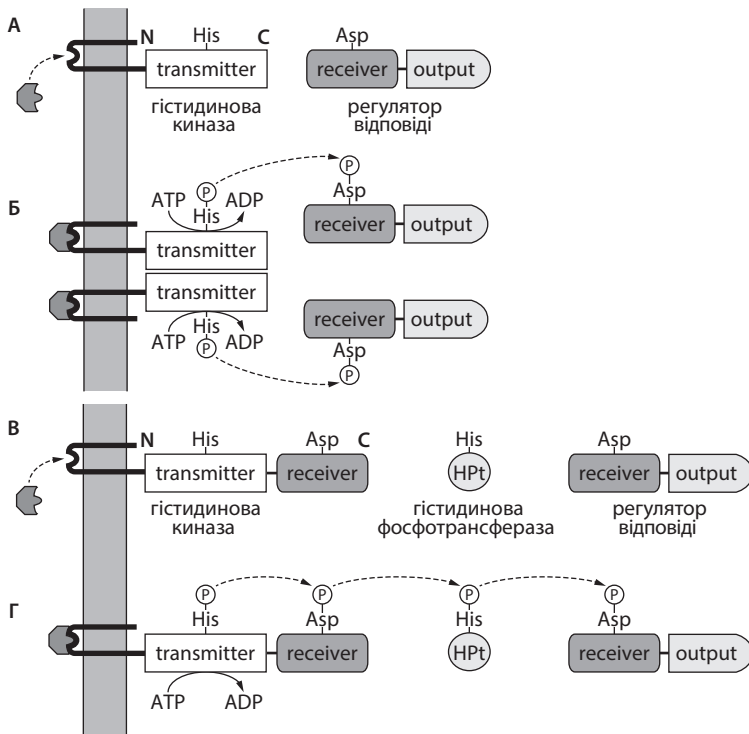 А
N His C Asp
transmitter receiver output
гістидинова регулятор
киназа відповіді
Б
P P
ATP ADP Asp
His receiver output
transmitter
transmitter
His receiver output
ATP P ADP Asp
P
В
N His Asp C His Asp
transmitter receiver HPt receiver output
гістидинова гістидинова регулятор
киназа фосфотрансфераза відповіді
Г
P P P P
His Asp His Asp
transmitter receiver HPt receiver output
ATP ADP